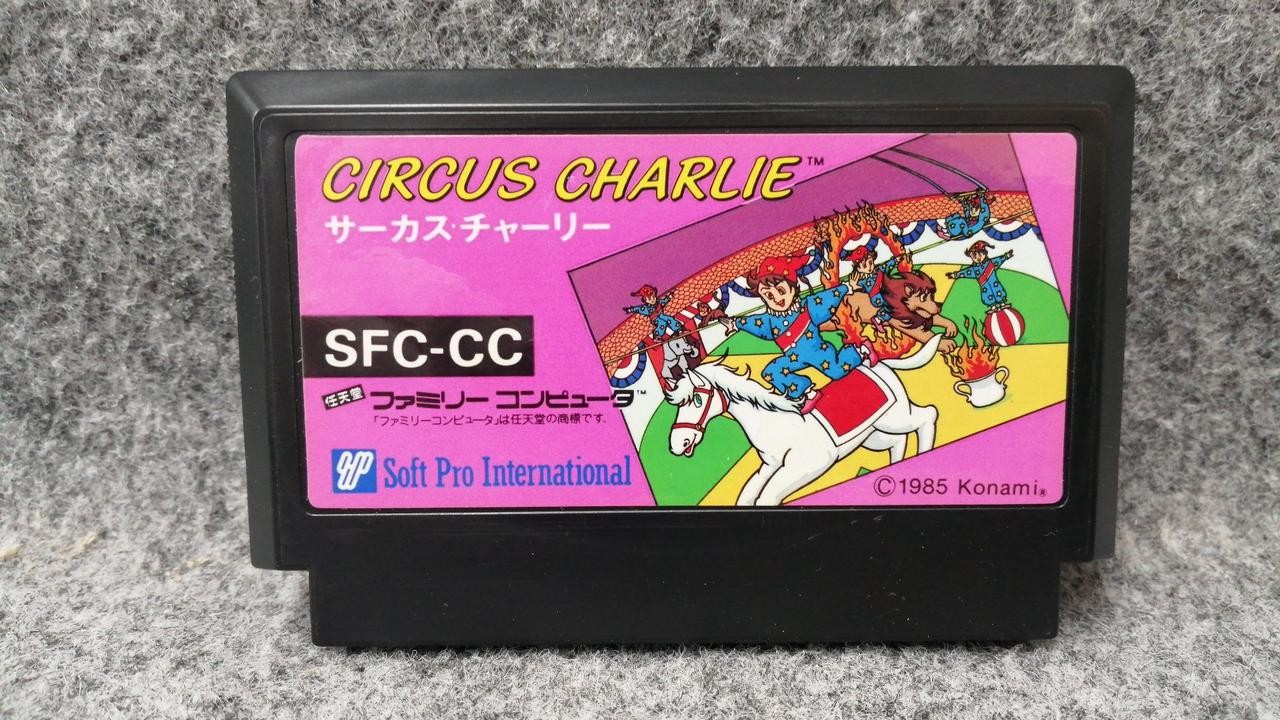 CIRCUS CHARLIE™
サーカス・チャーリー
SFC-CC
任天堂 ファミリー コンピュータ™
「ファミリーコンピュータ」は任天堂の商標です。
Soft Pro International
©1985 Konami®